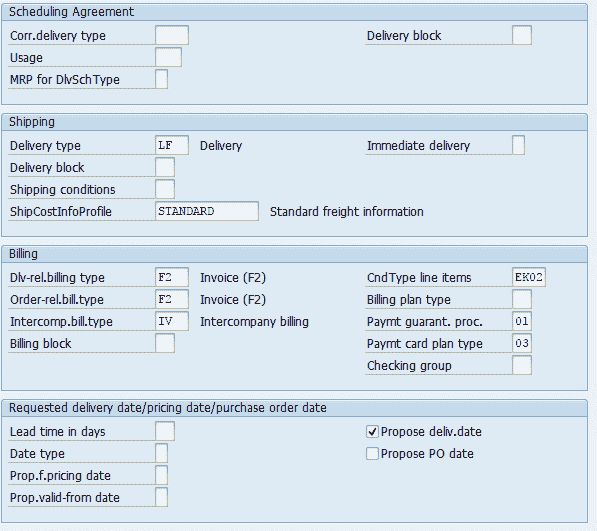 Scheduling Agreement
Corr.delivery type Delivery block
Usage
MRP for DlvSchType
Shipping
Delivery type LF Delivery Immediate delivery
Delivery block
Shipping conditions
ShipCostInfoProfile STANDARD Standard freight information
Billing
Dlv-rel.billing type F2 Invoice (F2) CndType line items EK02
Order-rel.bill.type F2 Invoice (F2) Billing plan type
Intercomp.bill.type IV Intercompany billing Paymt guarant. proc. 01
Billing block Paymt card plan type 03
Checking group
Requested delivery date/pricing date/purchase order date
Lead time in days Propose deliv.date
Date type Propose PO date
Prop.f.pricing date
Prop.valid-from date